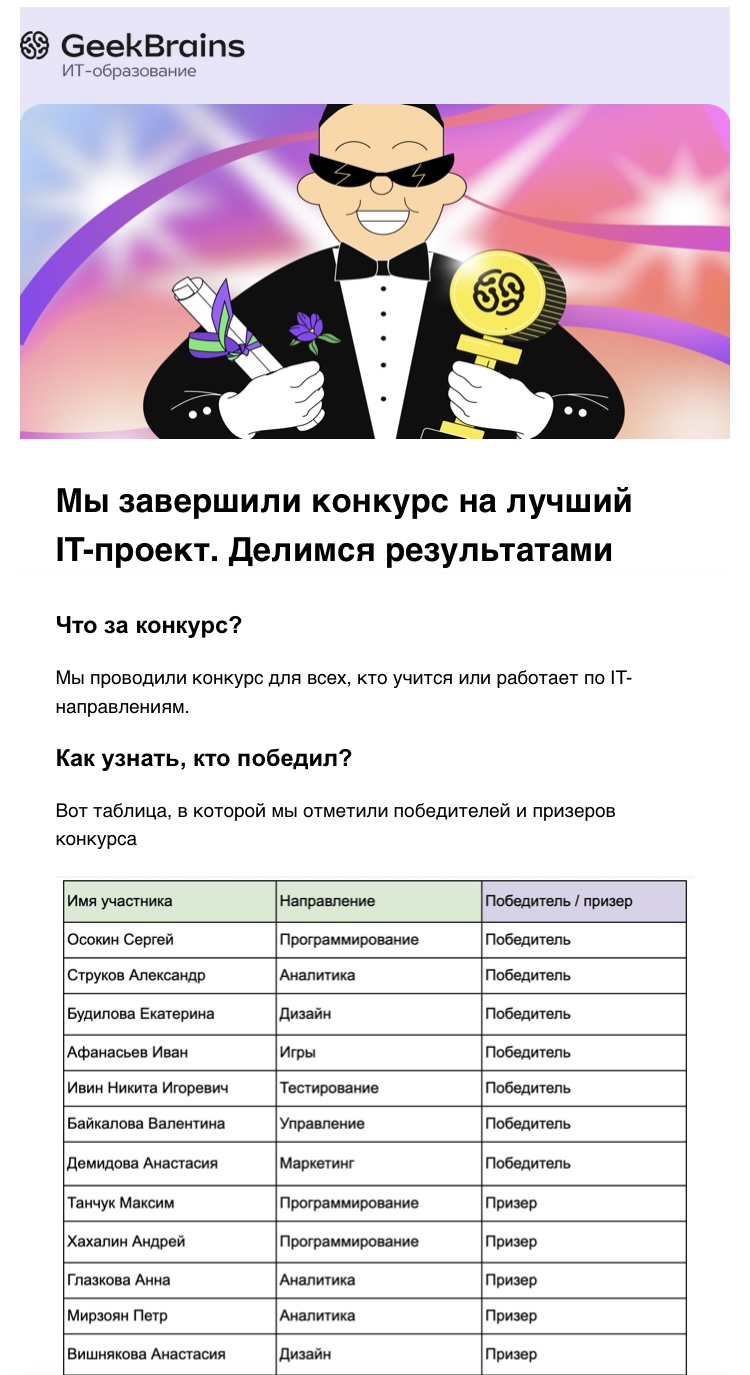 GeekBrains
ИТ-образование
Мы завершили конкурс на лучший
IT-проект. Делимся результатами
Что за конкурс?
Мы проводили конкурс для всех, кто учится или работает по IT-
направлениям.
Как узнать, кто победил?
Вот таблица, в которой мы отметили победителей и призеров
конкурса
Имя участника Направление Победитель / призер
Осокин Сергей Программирование Победитель
Струков Александр Аналитика Победитель
Будилова Екатерина Дизайн Победитель
Афанасьев Иван Игры Победитель
Ивин Никита Игоревич Тестирование Победитель
Байкалова Валентина Управление Победитель
Демидова Анастасия Маркетинг Победитель
Танчук Максим Программирование Призер
Хахалин Андрей Программирование Призер
Глазкова Анна Аналитика Призер
Мирзоян Петр Аналитика Призер
Вишнякова Анастасия Дизайн Призер